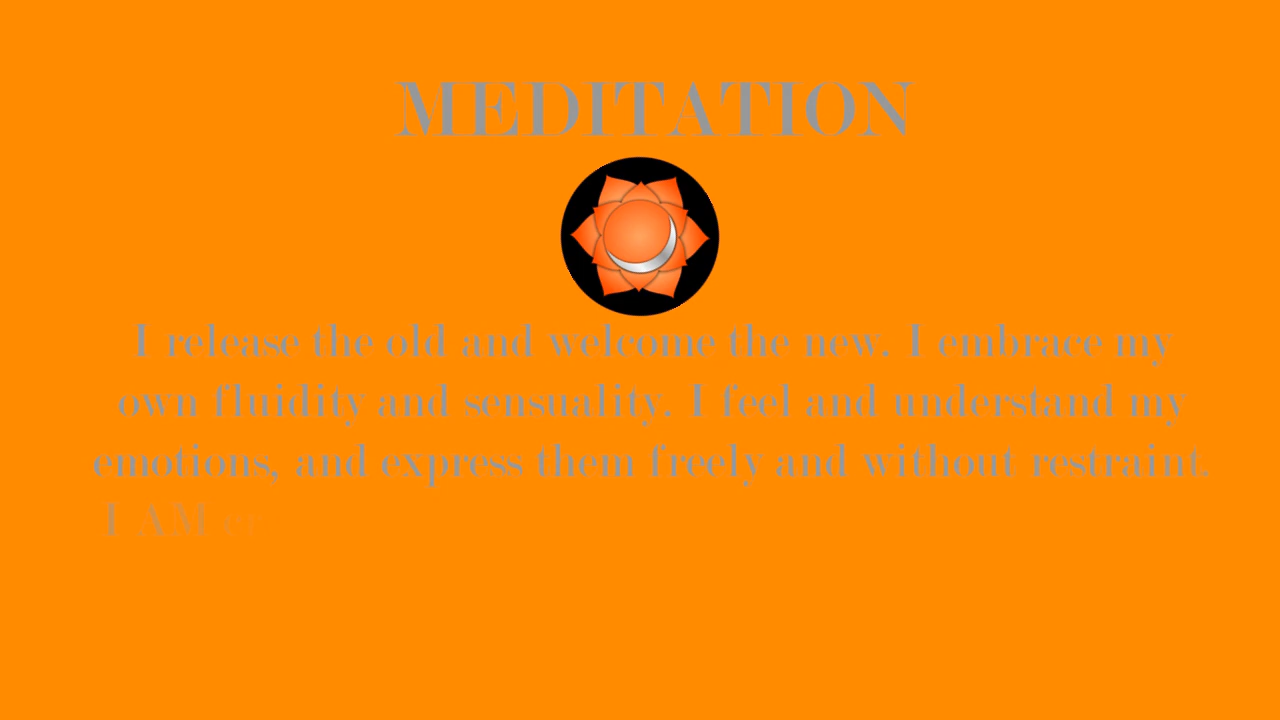 MEDITATION
I release the old and welcome the new. I embrace my
own fluidity and sensuality. I feel and understand my
emotions, and express them freely and without restraint.
I AM